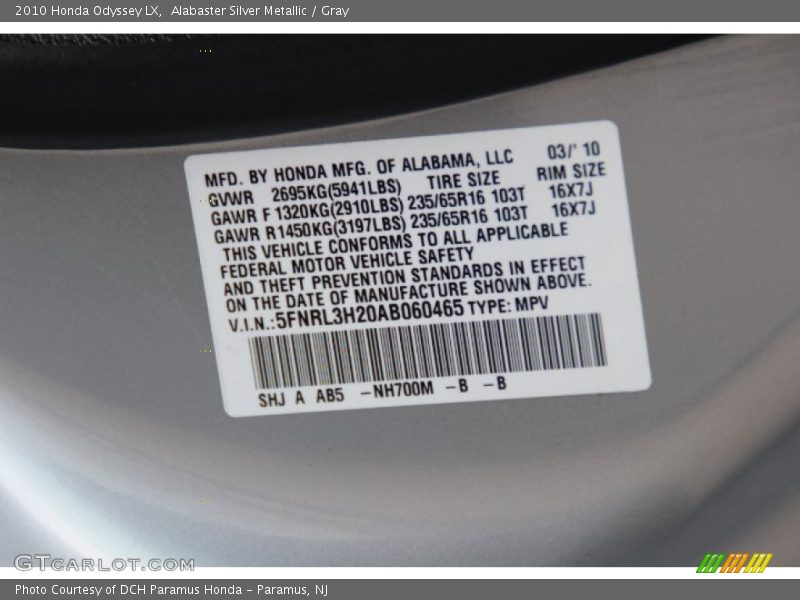 2010 Honda Odyssey LX,  Alabaster Silver Metallic / Gray
MFD. BY HONDA MFG. OF ALABAMA, LLC 03/' 10
GVWR 2695KG(5941LBS) TIRE SIZE RIM SIZE
GAWR F 1320KG(2910LBS) 235/65R16 103T 16X7J
GAWR R1450KG(3197LBS) 235/65R16 103T 16X7J
THIS VEHICLE CONFORMS TO ALL APPLICABLE
FEDERAL MOTOR VEHICLE SAFETY
AND THEFT PREVENTION STANDARDS IN EFFECT
ON THE DATE OF MANUFACTURE SHOWN ABOVE.
V.I.N.:5FNRL3H20AB060465 TYPE: MPV
SHJ A AB5 -NH700M -B -B
GTCARLOT.COM
Photo Courtesy of DCH Paramus Honda - Paramus, NJ